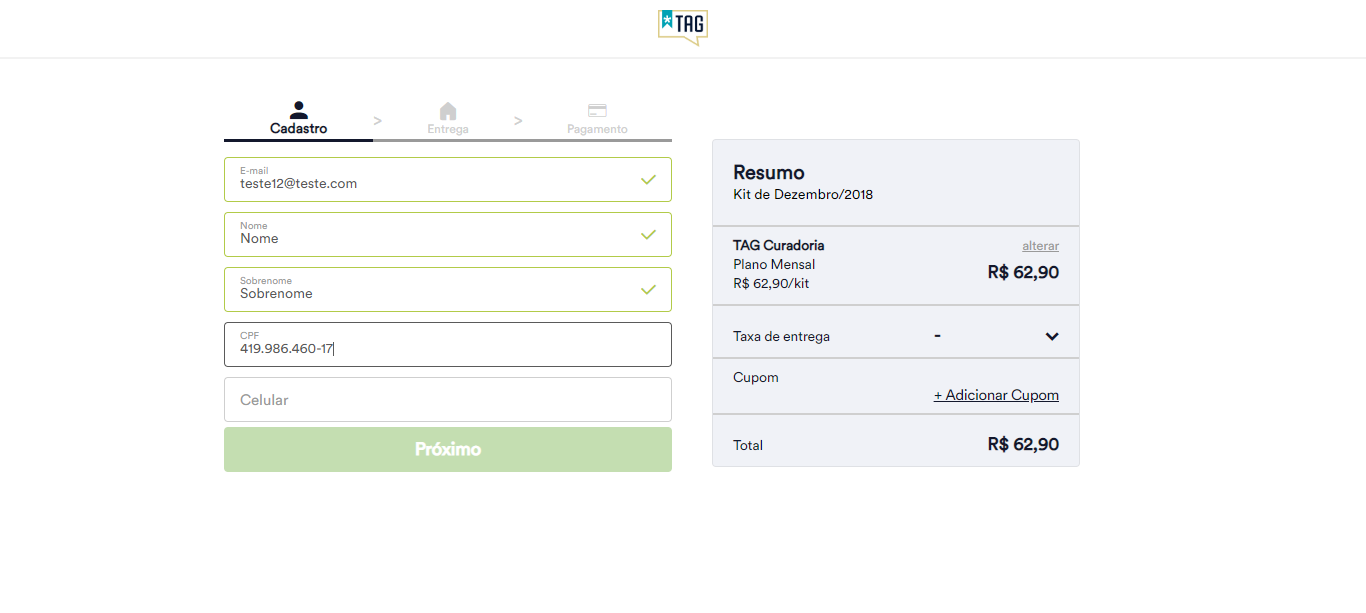 TAG
Cadastro
>
Entrega
>
Pagamento
E-mail
teste12@teste.com
Nome
Nome
Sobrenome
Sobrenome
CPF
419.986.460-17
Celular
Próximo
Resumo
Kit de Dezembro/2018
TAG Curadoria
alterar
Plano Mensal
R$ 62,90
R$ 62,90/kit
Taxa de entrega -
Cupom
+ Adicionar Cupom
Total R$ 62,90